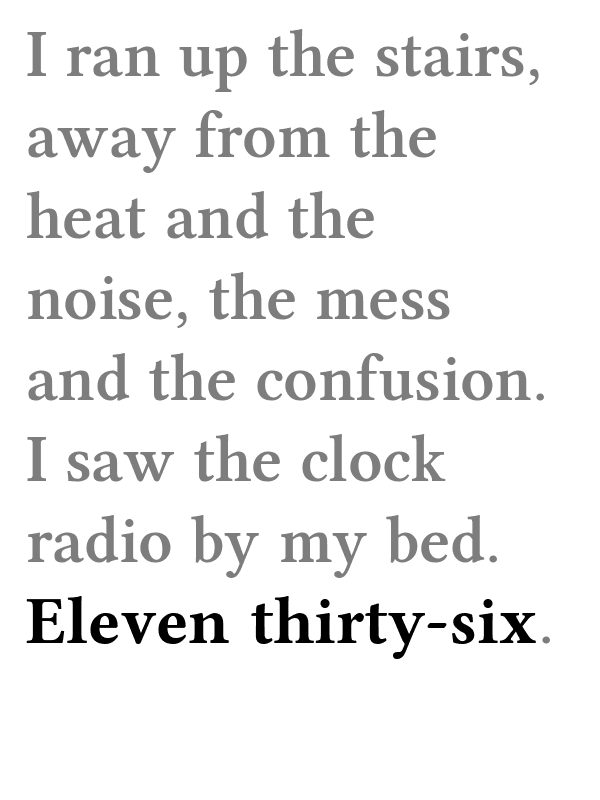 I ran up the stairs,
away from the
heat and the
noise, the mess
and the confusion.
I saw the clock
radio by my bed.
Eleven thirty-six.